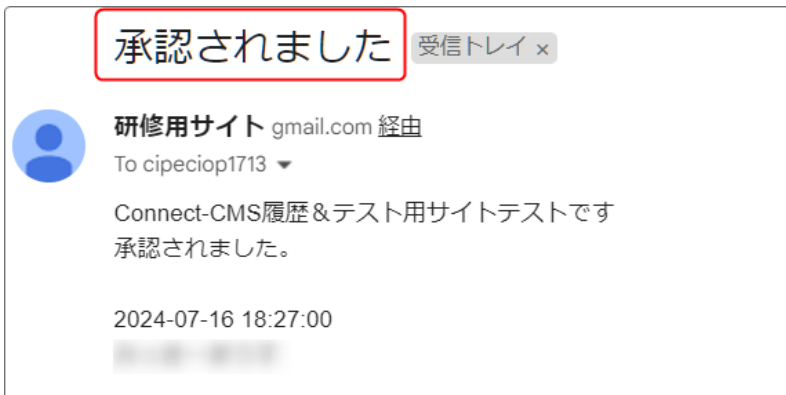 承認されました 受信トレイ ×
研修用サイト gmail.com 経由
To cipeciop1713
Connect-CMS履歴＆テスト用サイトテストです
承認されました。
2024-07-16 18:27:00